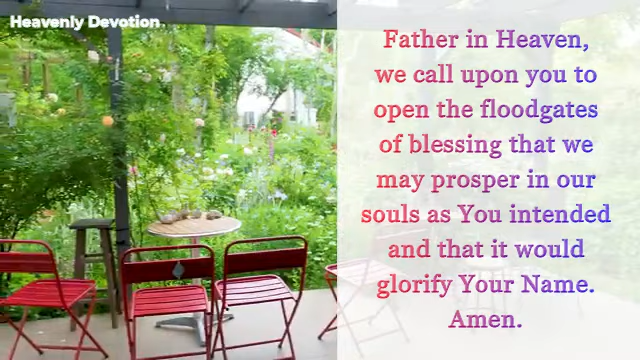 Heavenly Devotion
Father in Heaven,
we call upon you to
open the floodgates
of blessing that we
may prosper in our
souls as You intended
and that it would
glorify Your Name.
Amen.